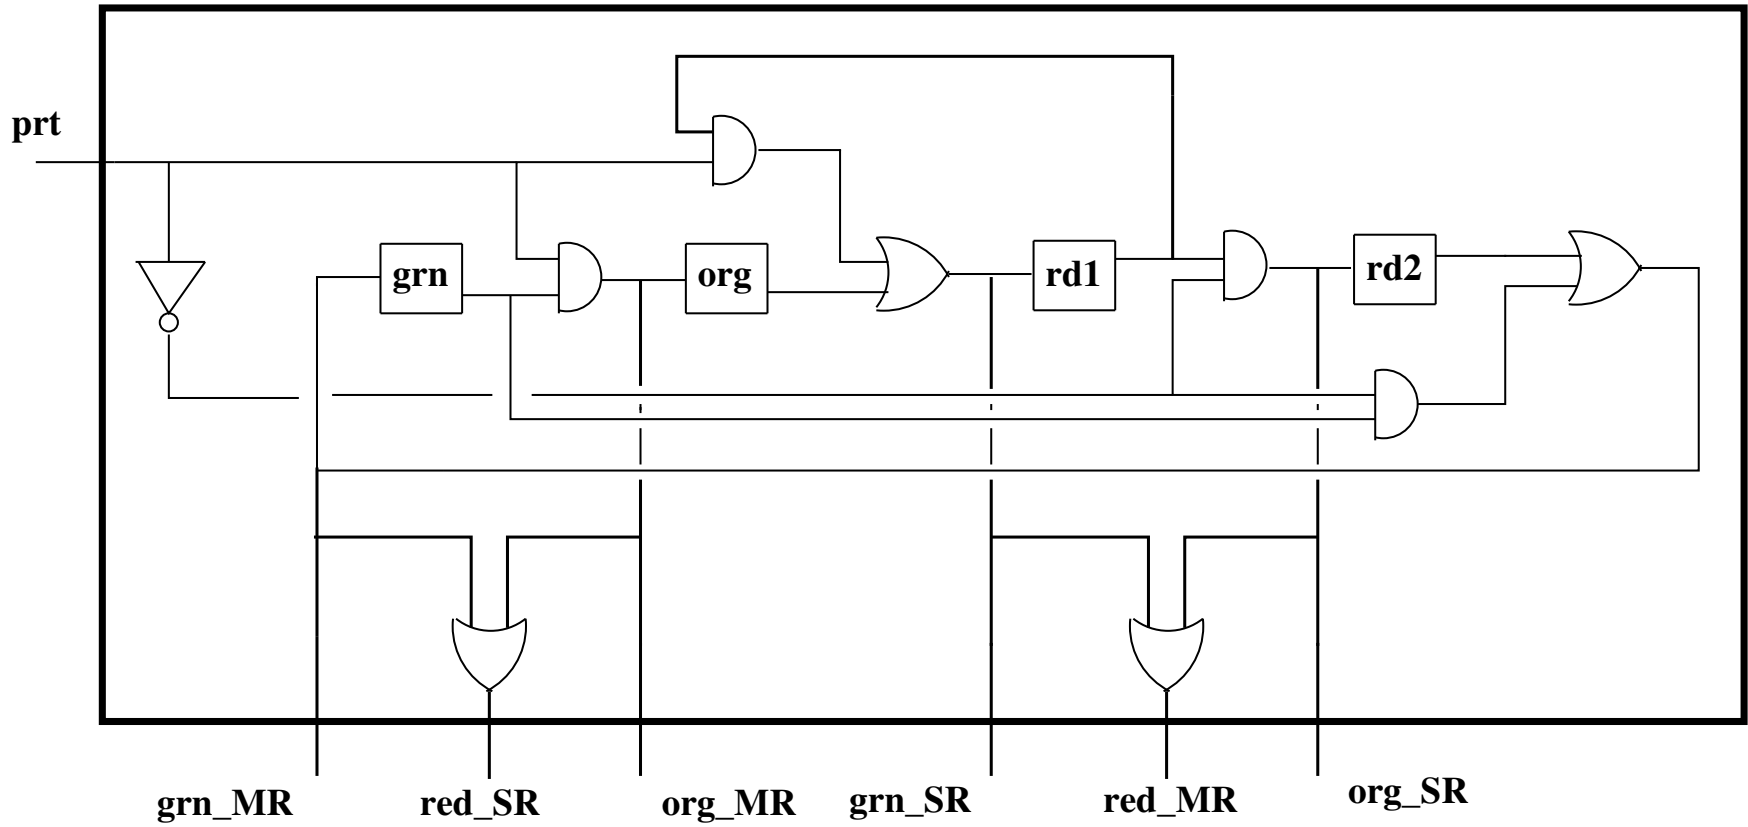 prt
grn
org
rd1
rd2
grn_MR
red_SR
org_MR
grn_SR
red_MR
org_SR